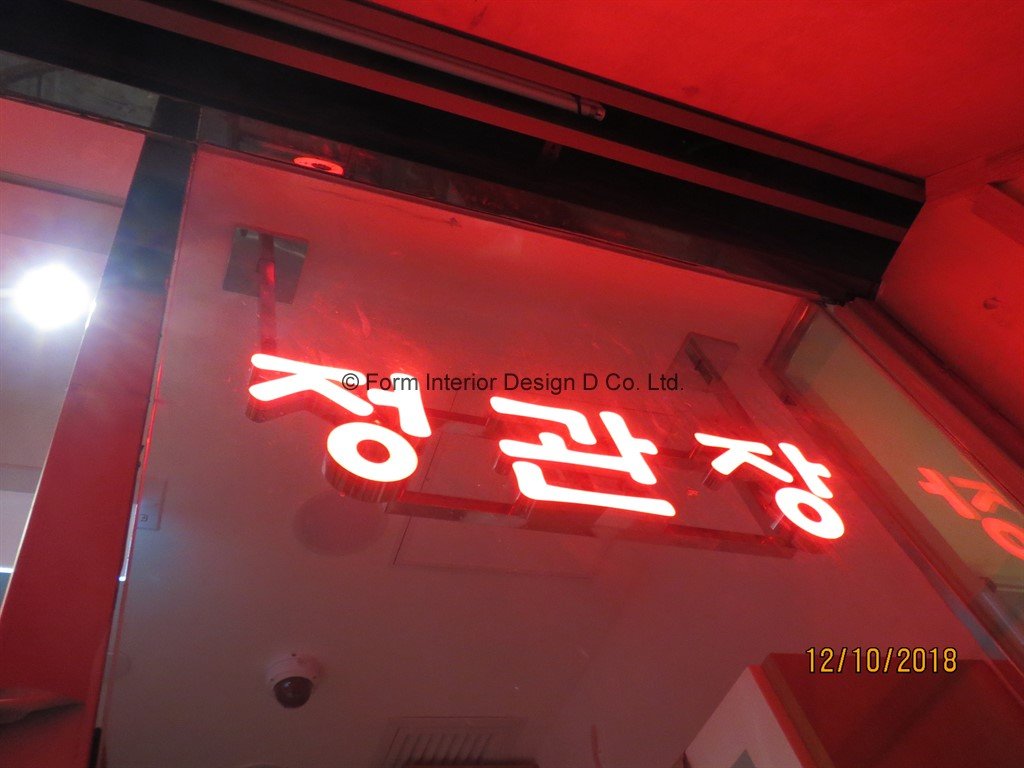 정관장
© Form Interior Design D Co. Ltd.
12/10/2018